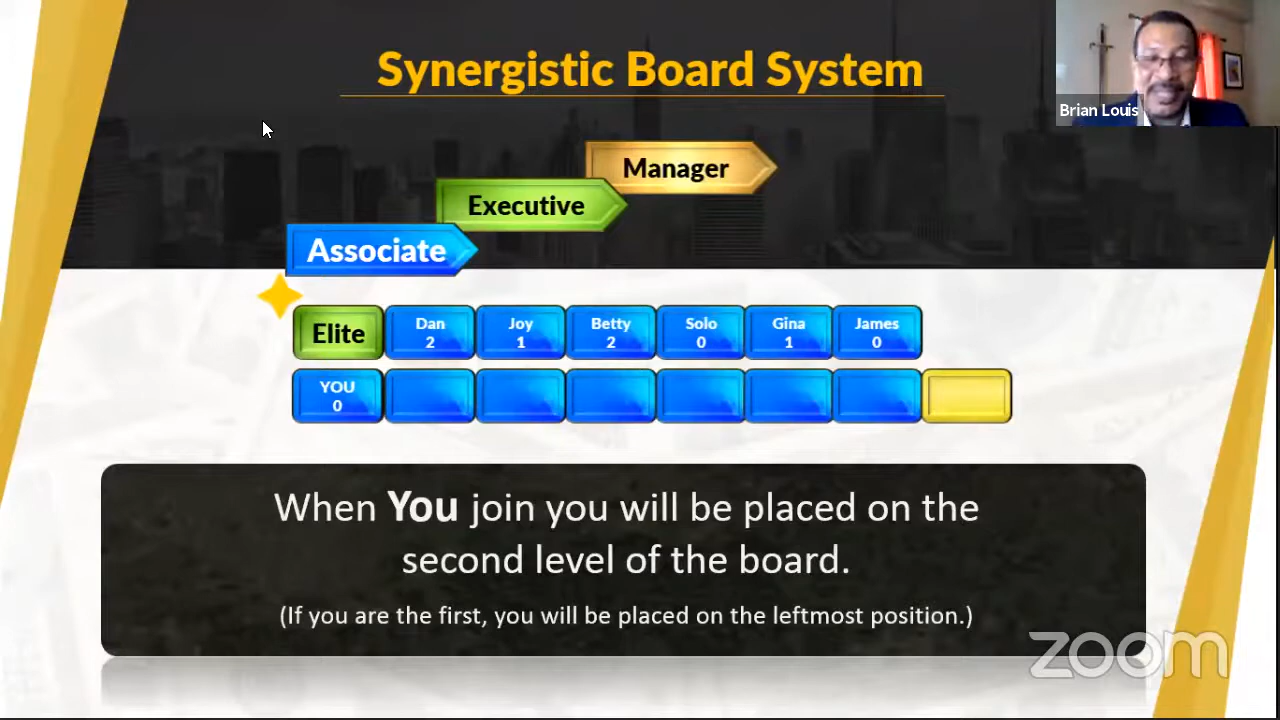 Synergistic Board System
Brian Louis
Manager
Executive
Associate
Elite
Dan
2
Joy
1
Betty
2
Solo
0
Gina
1
James
0
YOU
0
When You join you will be placed on the
second level of the board.
(If you are the first, you will be placed on the leftmost position.)
zoom